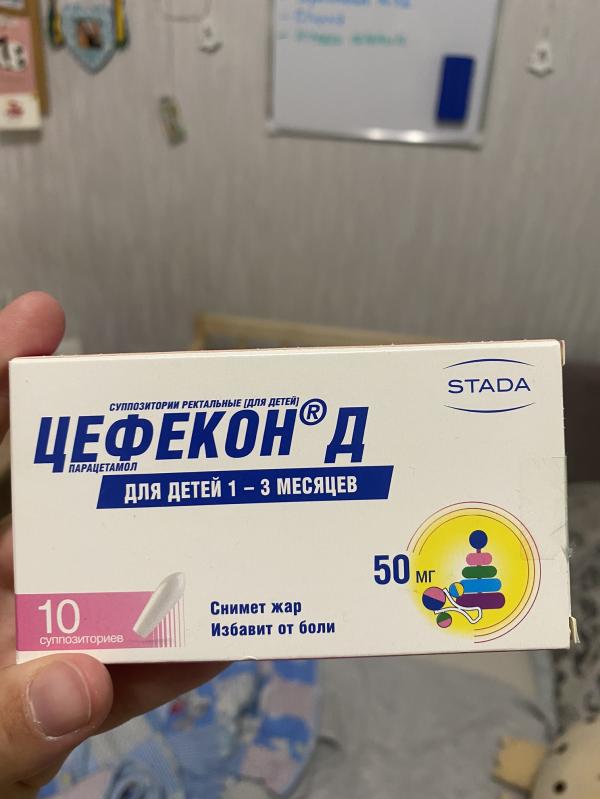 СУППОЗИТОРИИ РЕКТАЛЬНЫЕ [ДЛЯ ДЕТЕЙ]
ЦЕФЕКОН® Д
ПАРАЦЕТАМОЛ
ДЛЯ ДЕТЕЙ 1 – 3 МЕСЯЦЕВ
STADA
50 МГ
10
суппозиториев
Снимет жар
Избавит от боли